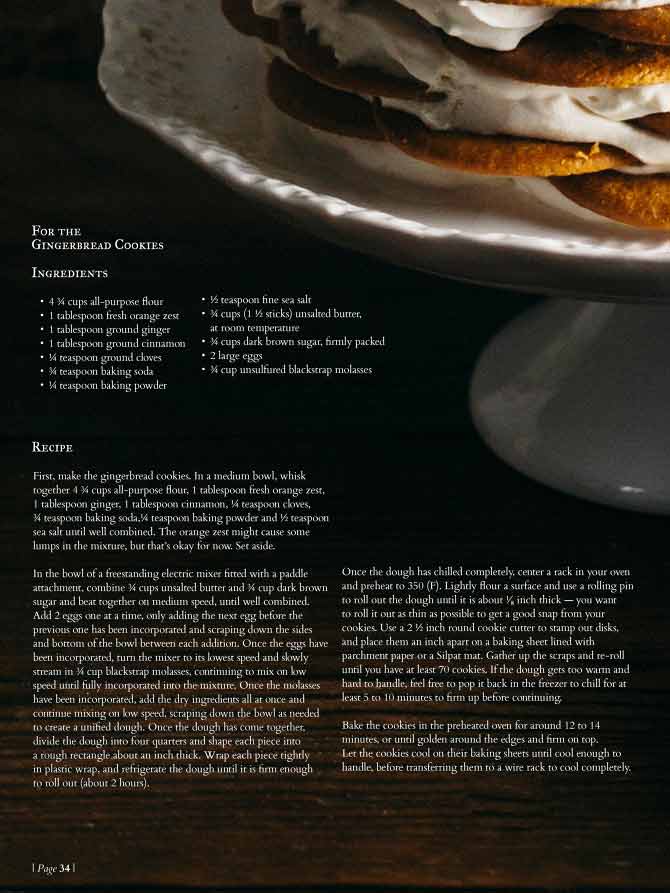 For the
Gingerbread Cookies
Ingredients
• 4 ¾ cups all-purpose flour
• 1 tablespoon fresh orange zest
• 1 tablespoon ground ginger
• 1 tablespoon ground cinnamon
• ¼ teaspoon ground cloves
• ¾ teaspoon baking soda
• ¼ teaspoon baking powder
• ½ teaspoon fine sea salt
• ¾ cups (1 ½ sticks) unsalted butter,
at room temperature
• ¾ cups dark brown sugar, firmly packed
• 2 large eggs
• ¾ cup unsulfured blackstrap molasses
Recipe
First, make the gingerbread cookies. In a medium bowl, whisk
together 4 ¾ cups all-purpose flour, 1 tablespoon fresh orange zest,
1 tablespoon ginger, 1 tablespoon cinnamon, ¼ teaspoon cloves,
¾ teaspoon baking soda,¼ teaspoon baking powder and ½ teaspoon
sea salt until well combined. The orange zest might cause some
lumps in the mixture, but that's okay for now. Set aside.
In the bowl of a freestanding electric mixer fitted with a paddle
attachment, combine ¾ cups unsalted butter and ¾ cup dark brown
sugar and beat together on medium speed, until well combined.
Add 2 eggs one at a time, only adding the next egg before the
previous one has been incorporated and scraping down the sides
and bottom of the bowl between each addition. Once the eggs have
been incorporated, turn the mixer to its lowest speed and slowly
stream in ¾ cup blackstrap molasses, continuing to mix on low
speed until fully incorporated into the mixture. Once the molasses
have been incorporated, add the dry ingredients all at once and
continue mixing on low speed, scraping down the bowl as needed
to create a unified dough. Once the dough has come together,
divide the dough into four quarters and shape each piece into
a rough rectangle about an inch thick. Wrap each piece tightly
in plastic wrap, and refrigerate the dough until it is firm enough
to roll out (about 2 hours).
Once the dough has chilled completely, center a rack in your oven
and preheat to 350 (F). Lightly flour a surface and use a rolling pin
to roll out the dough until it is about ⅛ inch thick — you want
to roll it out as thin as possible to get a good snap from your
cookies. Use a 2 ½ inch round cookie cutter to stamp out disks,
and place them an inch apart on a baking sheet lined with
parchment paper or a Silpat mat. Gather up the scraps and re-roll
until you have at least 70 cookies. If the dough gets too warm and
hard to handle, feel free to pop it back in the freezer to chill for at
least 5 to 10 minutes to firm up before continuing.
Bake the cookies in the preheated oven for around 12 to 14
minutes, or until golden around the edges and firm on top.
Let the cookies cool on their baking sheets until cool enough to
handle, before transferring them to a wire rack to cool completely.
| Page 34 |